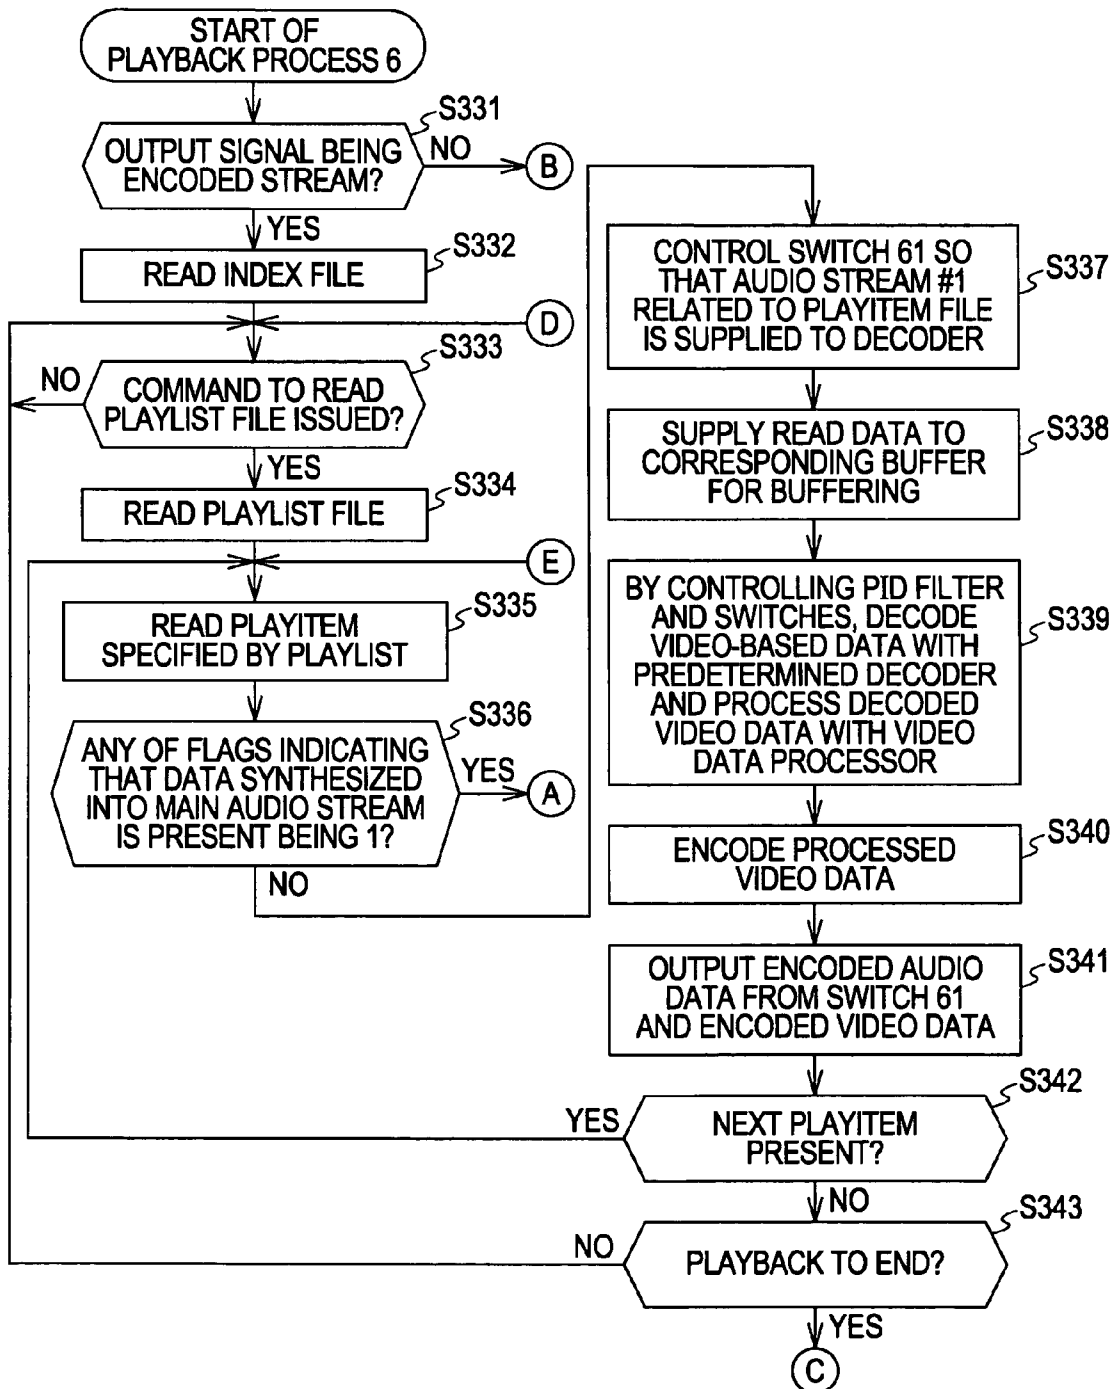 START OF
PLAYBACK PROCESS 6
S331
OUTPUT SIGNAL BEING
ENCODED STREAM?
NO
B
YES
S332
READ INDEX FILE
D
S333
NO
COMMAND TO READ
PLAYLIST FILE ISSUED?
YES
S334
READ PLAYLIST FILE
E
S335
READ PLAYITEM
SPECIFIED BY PLAYLIST
S336
ANY OF FLAGS INDICATING
THAT DATA SYNTHESIZED
INTO MAIN AUDIO STREAM
IS PRESENT BEING 1?
YES
A
NO
S337
CONTROL SWITCH 61 SO
THAT AUDIO STREAM #1
RELATED TO PLAYITEM FILE
IS SUPPLIED TO DECODER
S338
SUPPLY READ DATA TO
CORRESPONDING BUFFER
FOR BUFFERING
S339
BY CONTROLLING PID FILTER
AND SWITCHES, DECODE
VIDEO-BASED DATA WITH
PREDETERMINED DECODER
AND PROCESS DECODED
VIDEO DATA WITH VIDEO
DATA PROCESSOR
S340
ENCODE PROCESSED
VIDEO DATA
S341
OUTPUT ENCODED AUDIO
DATA FROM SWITCH 61
AND ENCODED VIDEO DATA
S342
YES
NEXT PLAYITEM
PRESENT?
NO
S343
NO
PLAYBACK TO END?
YES
C